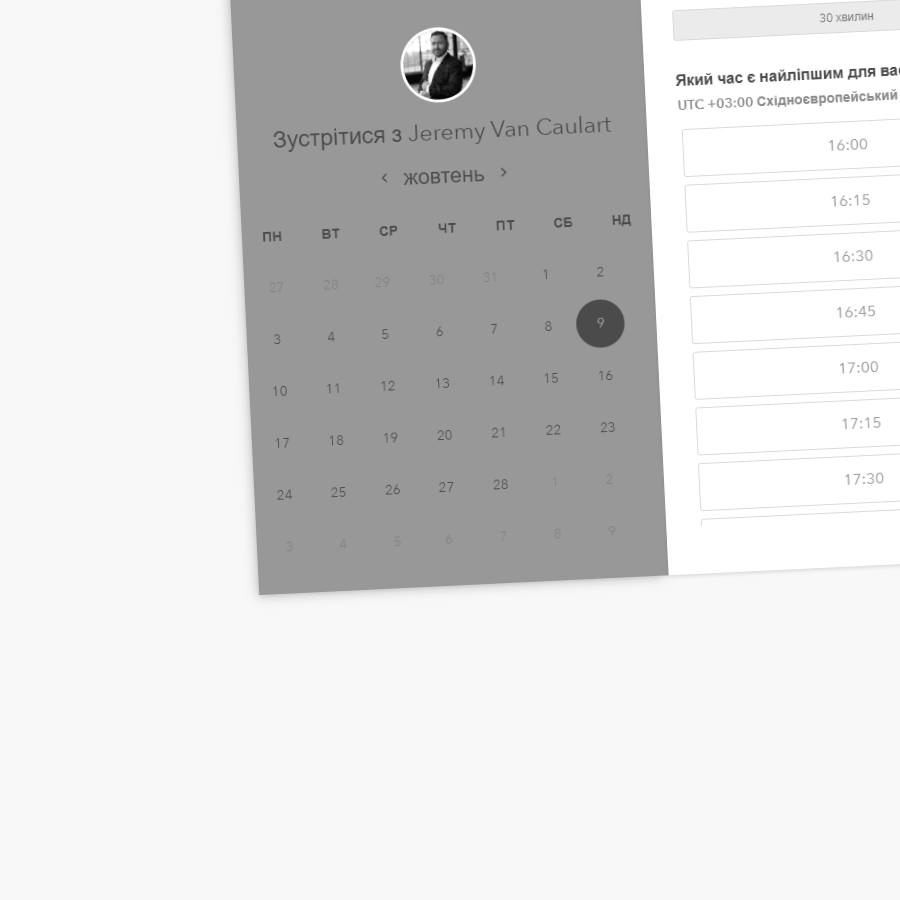 Зустрітися з Jeremy Van Caulart
‹ жовтень ›
ПН ВТ СР ЧТ ПТ СБ НД
27 28 29 30 31 1 2
3 4 5 6 7 8 9
10 11 12 13 14 15 16
17 18 19 20 21 22 23
24 25 26 27 28 1 2
3 4 5 6 7 8 9
30 хвилин
Який час є найліпшим для вас
UTC +03:00 Східноєвропейський
16:00
16:15
16:30
16:45
17:00
17:15
17:30